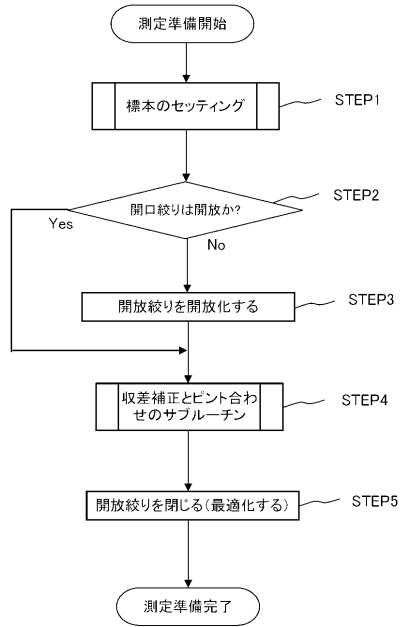 測定準備開始
標本のセッティング
STEP1
開口絞りは開放か?
STEP2
Yes
No
開放絞りを開放化する
STEP3
収差補正とピント合わ
せのサブルーチン
STEP4
開放絞りを閉じる(最適化する)
STEP5
測定準備完了